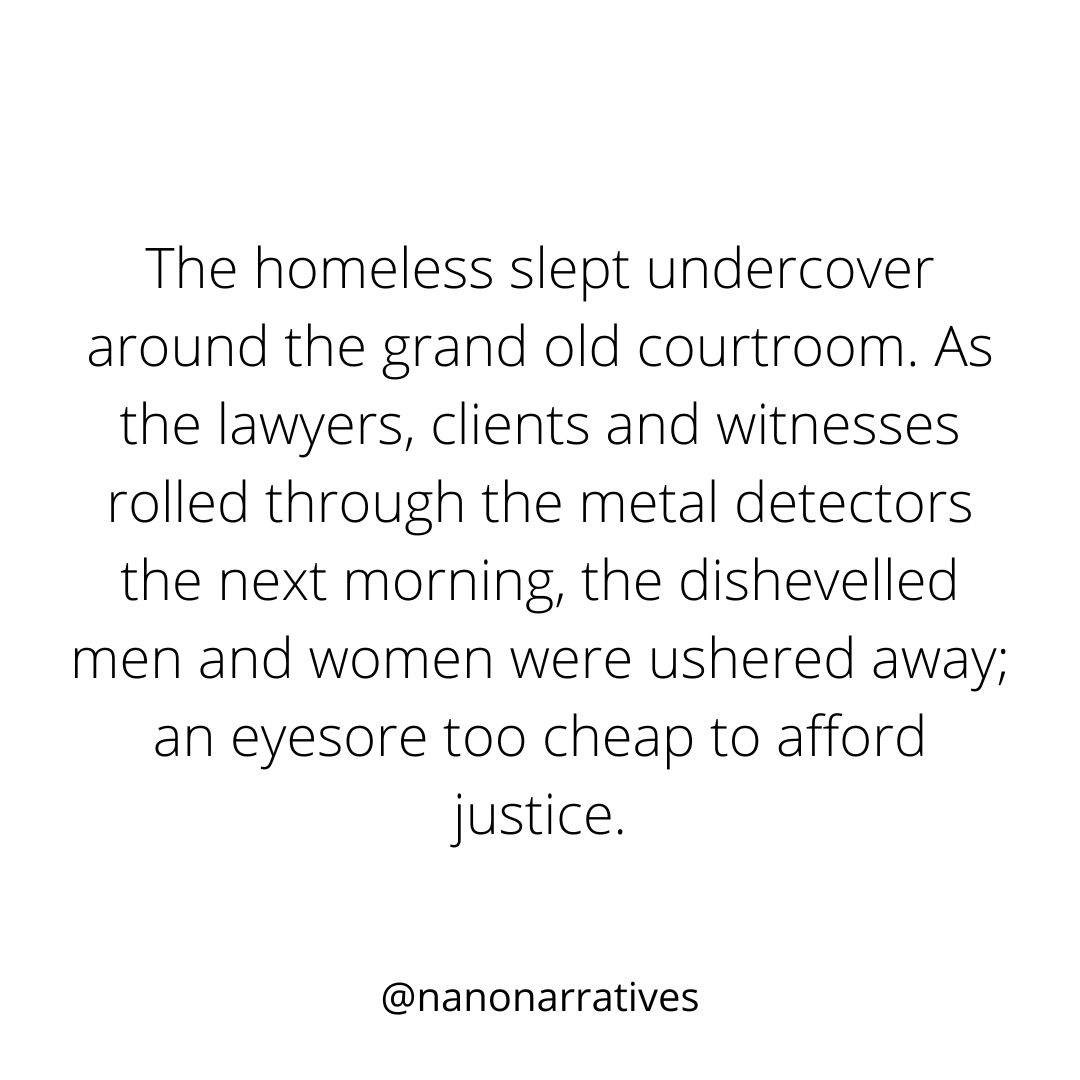 The homeless slept undercover
around the grand old courtroom. As
the lawyers, clients and witnesses
rolled through the metal detectors
the next morning, the dishevelled
men and women were ushered away;
an eyesore too cheap to afford
justice.
@nanonarratives